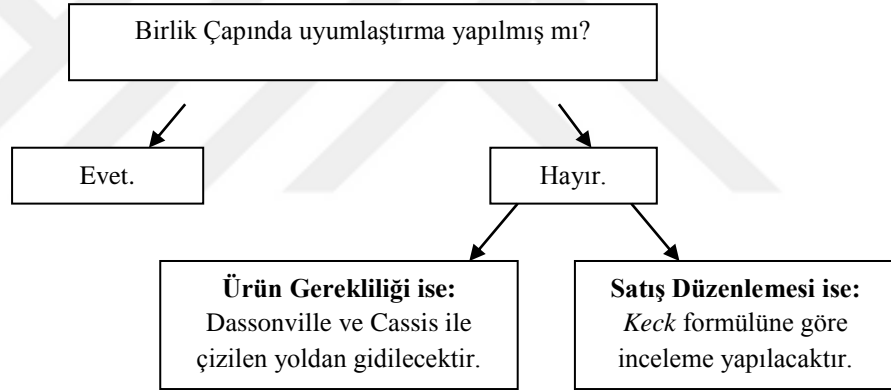 Birlik Çapında uyumlaştırma yapılmış mı?
Evet.
Hayır.
Ürün Gerekliliği ise:
Dassonville ve Cassis ile
çizilen yoldan gidilecektir.
Satış Düzenlemesi ise:
Keck formülüne göre
inceleme yapılacaktır.